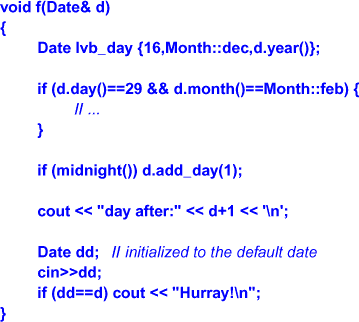 void f(Date& d)
{
Date lvb_day {16,Month::dec,d.year()};
if (d.day()==29 && d.month()==Month::feb) {
// ...
}
if (midnight()) d.add_day(1);
cout << "day after:" << d+1 << '\n';
Date dd; // initialized to the default date
cin>>dd;
if (dd==d) cout << "Hurray!\n";
}